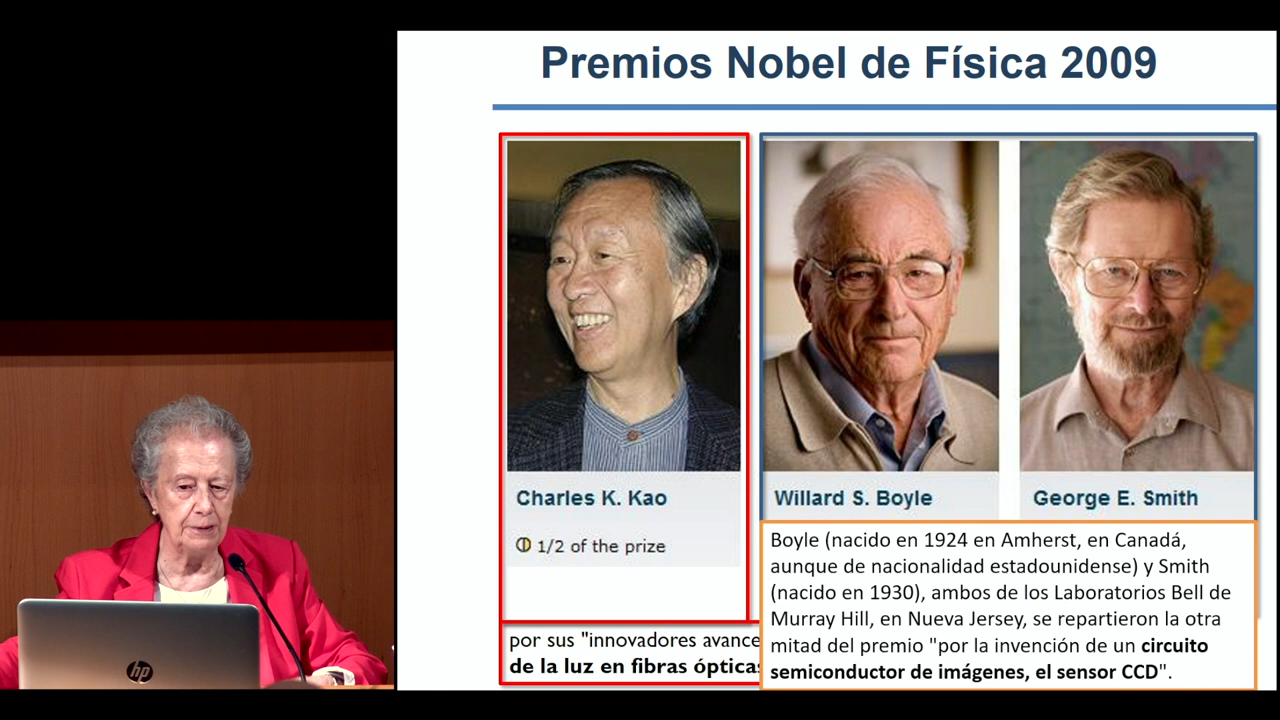 Premios Nobel de Física 2009
Charles K. Kao
1/2 of the prize
Willard S. Boyle
George E. Smith
por sus "innovadores avance
de la luz en fibras ópticas
Boyle (nacido en 1924 en Amherst, en Canadá,
aunque de nacionalidad estadounidense) y Smith
(nacido en 1930), ambos de los Laboratorios Bell de
Murray Hill, en Nueva Jersey, se repartieron la otra
mitad del premio "por la invención de un circuito
semiconductor de imágenes, el sensor CCD".
hp